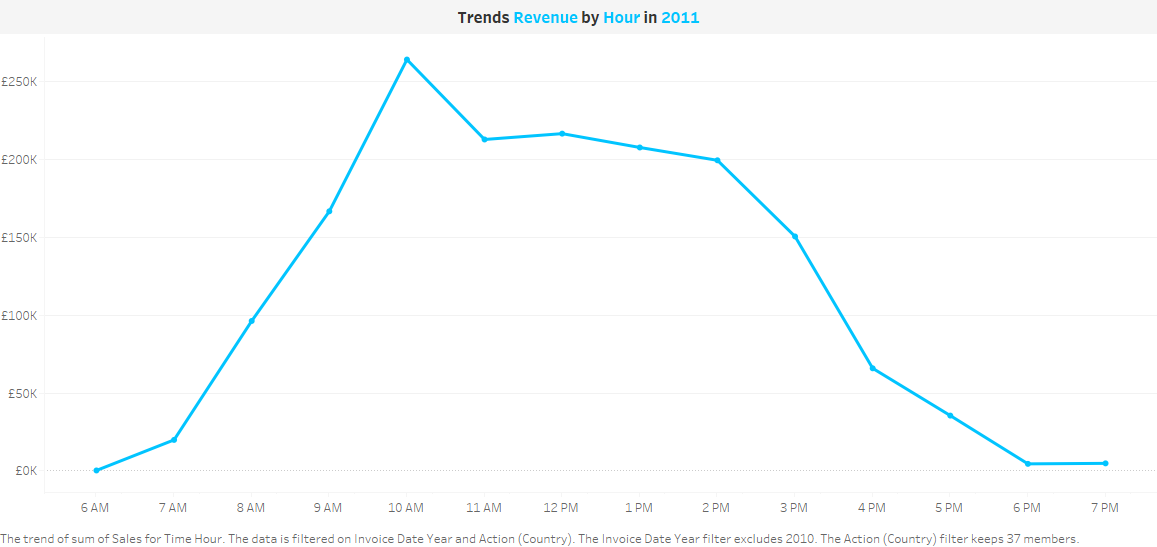 Trends Revenue by Hour in 2011
£250K
£200K
£150K
£100K
£50K
£0K
6 AM 7 AM 8 AM 9 AM 10 AM 11 AM 12 PM 1 PM 2 PM 3 PM 4 PM 5 PM 6 PM 7 PM
The trend of sum of Sales for Time Hour. The data is filtered on Invoice Date Year and Action (Country). The Invoice Date Year filter excludes 2010. The Action (Country) filter keeps 37 members.